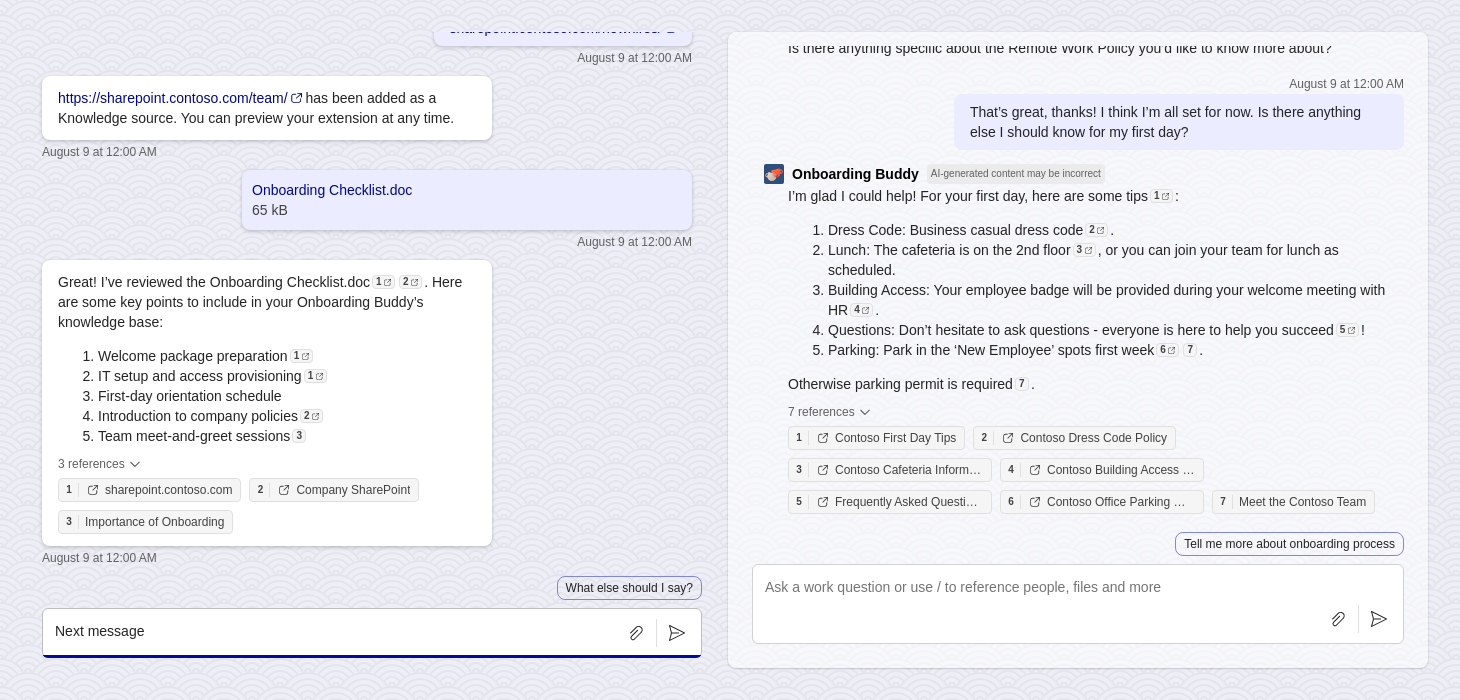 August 9 at 12:00 AM
https://sharepoint.contoso.com/team/ has been added as a
Knowledge source. You can preview your extension at any time.
August 9 at 12:00 AM
Onboarding Checklist.doc
65 kB
August 9 at 12:00 AM
Great! I’ve reviewed the Onboarding Checklist.doc 1 2 . Here
are some key points to include in your Onboarding Buddy’s
knowledge base:
1. Welcome package preparation 1
2. IT setup and access provisioning 1
3. First-day orientation schedule
4. Introduction to company policies 2
5. Team meet-and-greet sessions 3
3 references
1 sharepoint.contoso.com 2 Company SharePoint
3 Importance of Onboarding
August 9 at 12:00 AM
What else should I say?
Next message
Is there anything specific about the Remote Work Policy you’d like to know more about?
August 9 at 12:00 AM
That’s great, thanks! I think I’m all set for now. Is there anything
else I should know for my first day?
Onboarding Buddy AI-generated content may be incorrect
I’m glad I could help! For your first day, here are some tips 1 :
1. Dress Code: Business casual dress code 2 .
2. Lunch: The cafeteria is on the 2nd floor 3 , or you can join your team for lunch as
scheduled.
3. Building Access: Your employee badge will be provided during your welcome meeting with
HR 4 .
4. Questions: Don’t hesitate to ask questions - everyone is here to help you succeed 5 !
5. Parking: Park in the ‘New Employee’ spots first week 6 7 .
Otherwise parking permit is required 7 .
7 references
1 Contoso First Day Tips 2 Contoso Dress Code Policy
3 Contoso Cafeteria Inform… 4 Contoso Building Access …
5 Frequently Asked Questi… 6 Contoso Office Parking … 7 Meet the Contoso Team
Tell me more about onboarding process
Ask a work question or use / to reference people, files and more